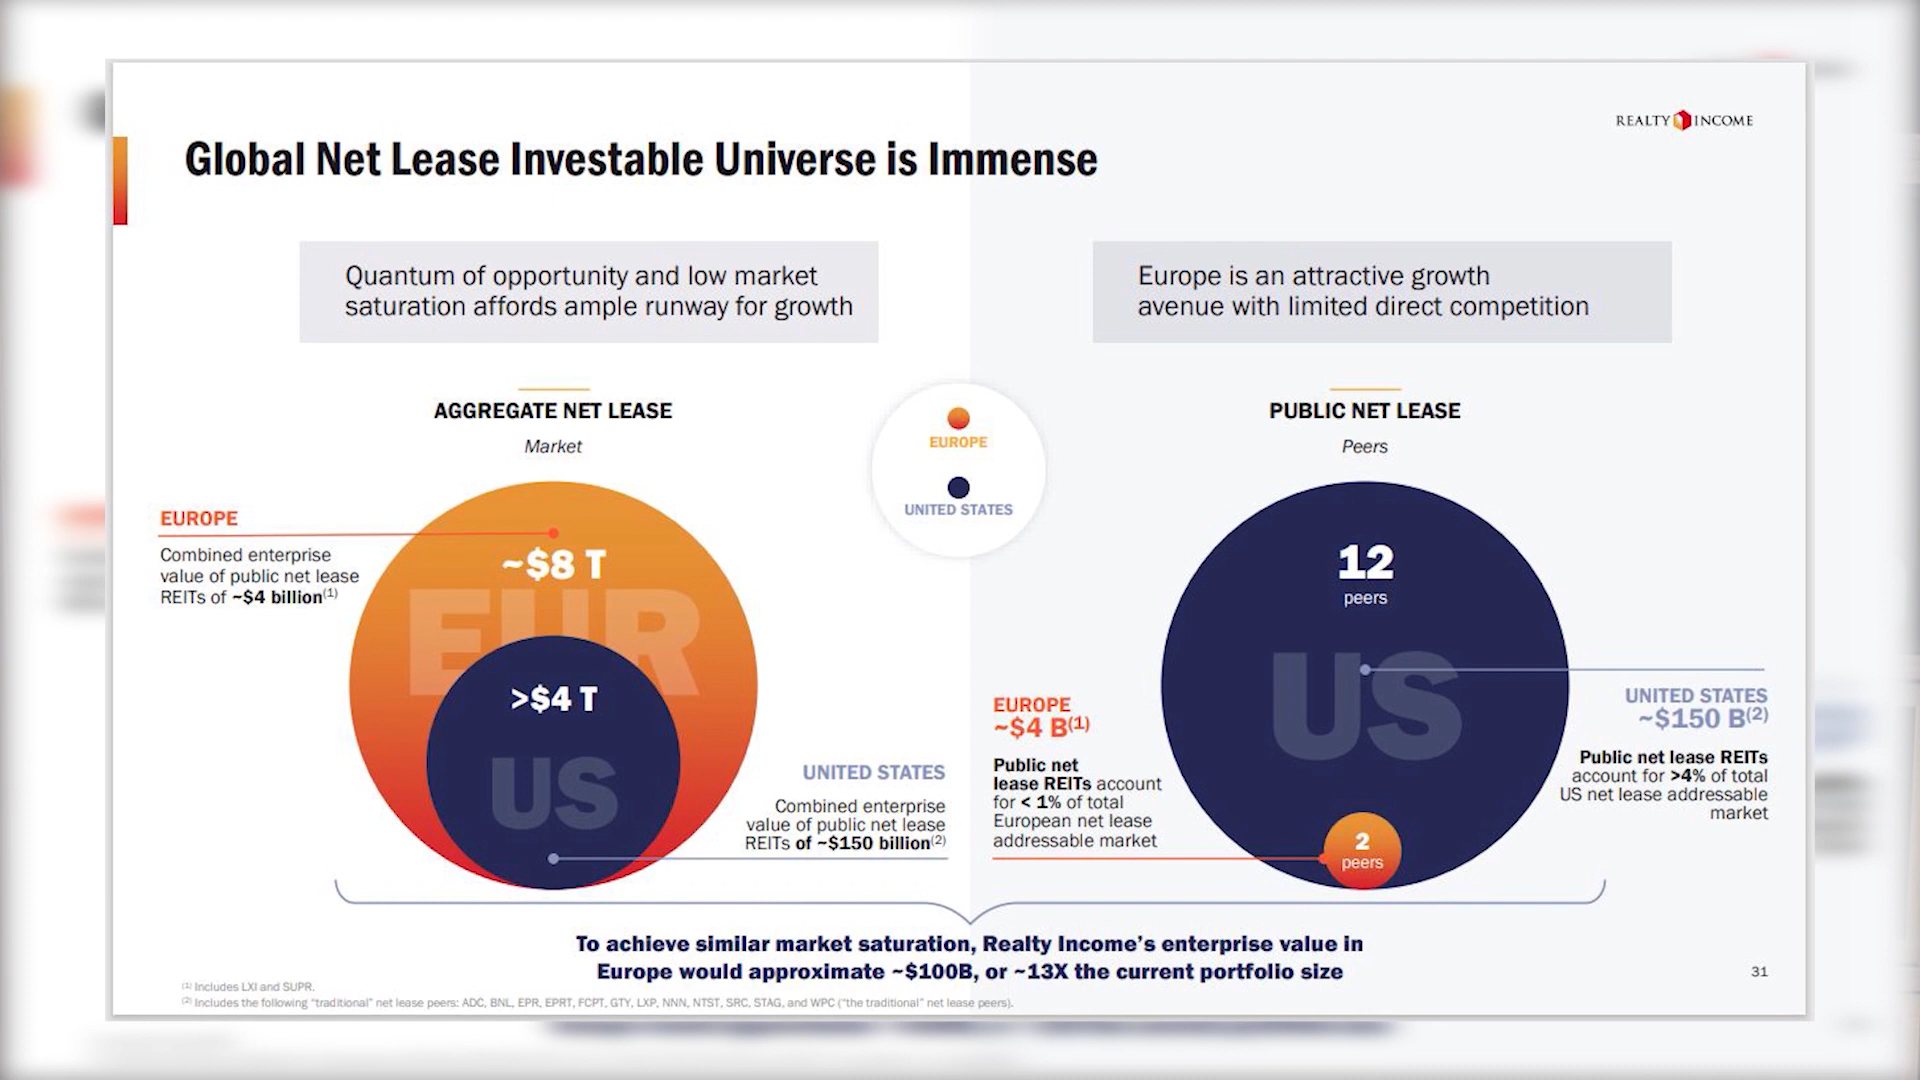 REALTY INCOME
Global Net Lease Investable Universe is Immense
Quantum of opportunity and low market
saturation affords ample runway for growth
Europe is an attractive growth
avenue with limited direct competition
AGGREGATE NET LEASE
Market
EUROPE
UNITED STATES
PUBLIC NET LEASE
Peers
EUROPE
Combined enterprise
value of public net lease
REITs of ~$4 billion(1)
~$8 T
EUR
>$4 T
US
UNITED STATES
Combined enterprise
value of public net lease
REITs of ~$150 billion(2)
12
peers
US
EUROPE
~$4 B(1)
Public net
lease REITs account
for < 1% of total
European net lease
addressable market
2
peers
UNITED STATES
~$150 B(2)
Public net lease REITs
account for >4% of total
US net lease addressable
market
To achieve similar market saturation, Realty Income's enterprise value in
Europe would approximate ~$100B, or ~13X the current portfolio size
(1) Includes LXI and SUPR.
(2) Includes the following "traditional" net lease peers: ADC, BNL, EPR, EPRT, FCPT, GTY, LXP, NNN, NTST, SRC, STAG, and WPC ("the traditional" net lease peers).
31